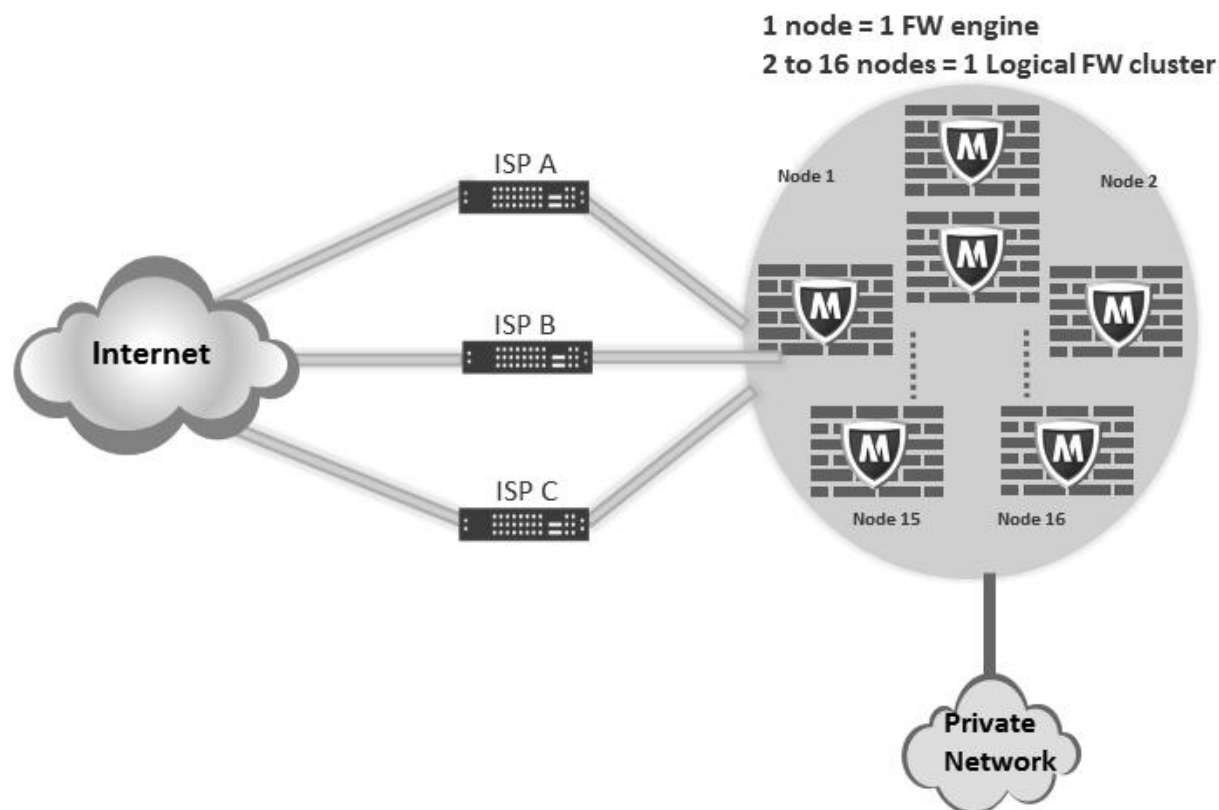 1 node = 1 FW engine
2 to 16 nodes = 1 Logical FW cluster
ISP A
Node 1
Node 2
M
M
M
M
ISP B
Internet
M
M
ISP C
Node 15
Node 16
Private
Network